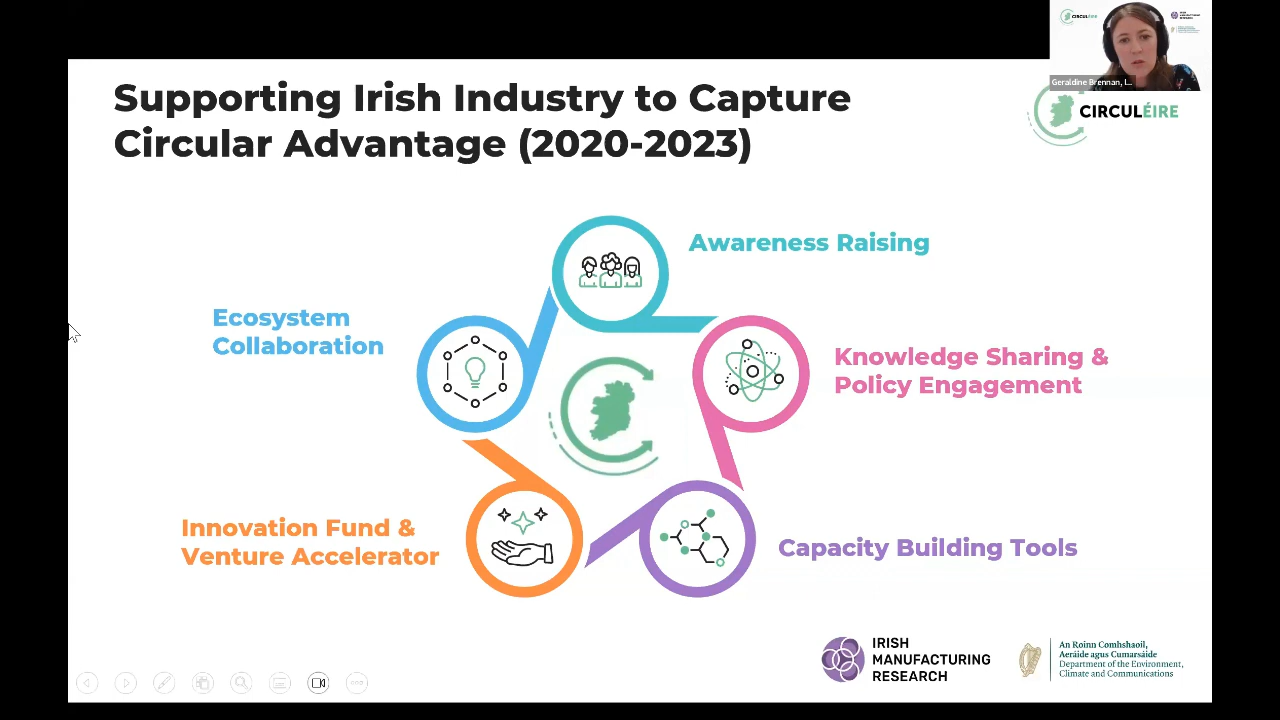 CIRCULÉIRE
Geraldine Brennan, I...
Supporting Irish Industry to Capture
Circular Advantage (2020-2023)
CIRCULÉIRE
Awareness Raising
Ecosystem
Collaboration
Knowledge Sharing &
Policy Engagement
Innovation Fund &
Venture Accelerator
Capacity Building Tools
IRISH
MANUFACTURING
RESEARCH
An Roinn Comhshaoil,
Aeráide agus Cumarsáide
Department of the Environment,
Climate and Communications